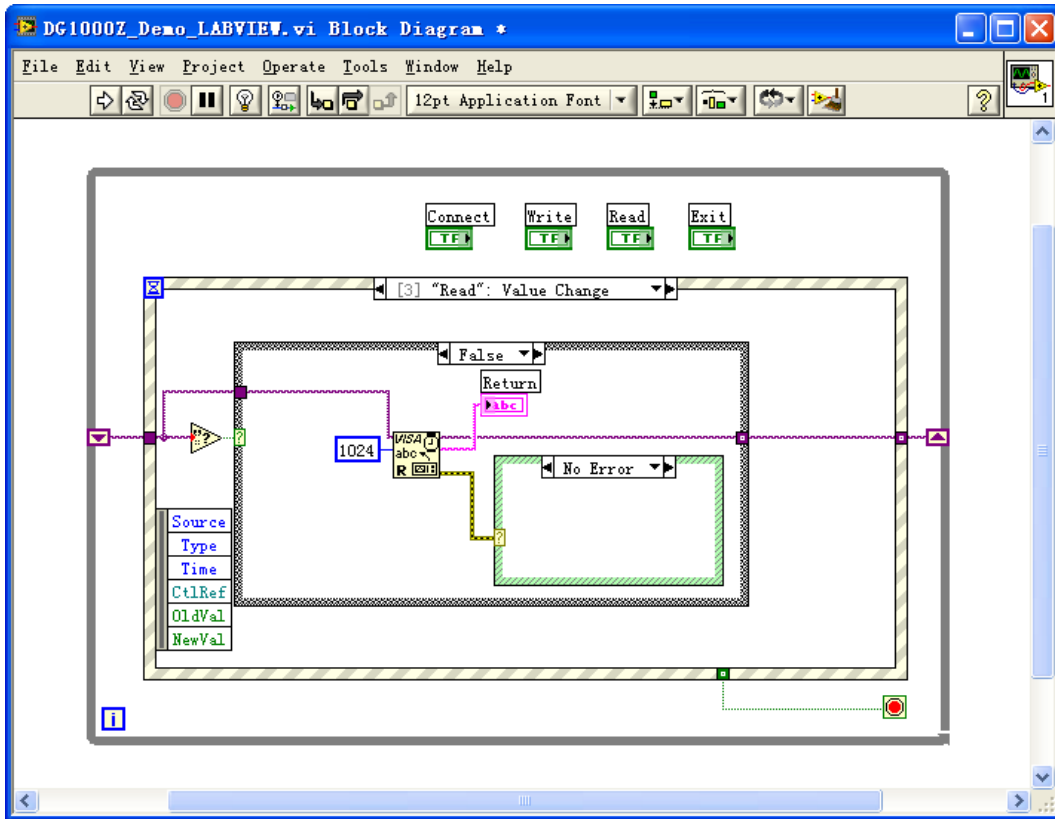 DG1000Z_Demo_LABVIEW.vi Block Diagram *
File Edit View Project Operate Tools Window Help
12pt Application Font
1
Connect Write Read Exit
TF TF TF TF
[3] "Read": Value Change
False
Return
abc
?
?
1024
VISA
abc
R
No Error
?
Source
Type
Time
CtlRef
OldVal
NewVal
i